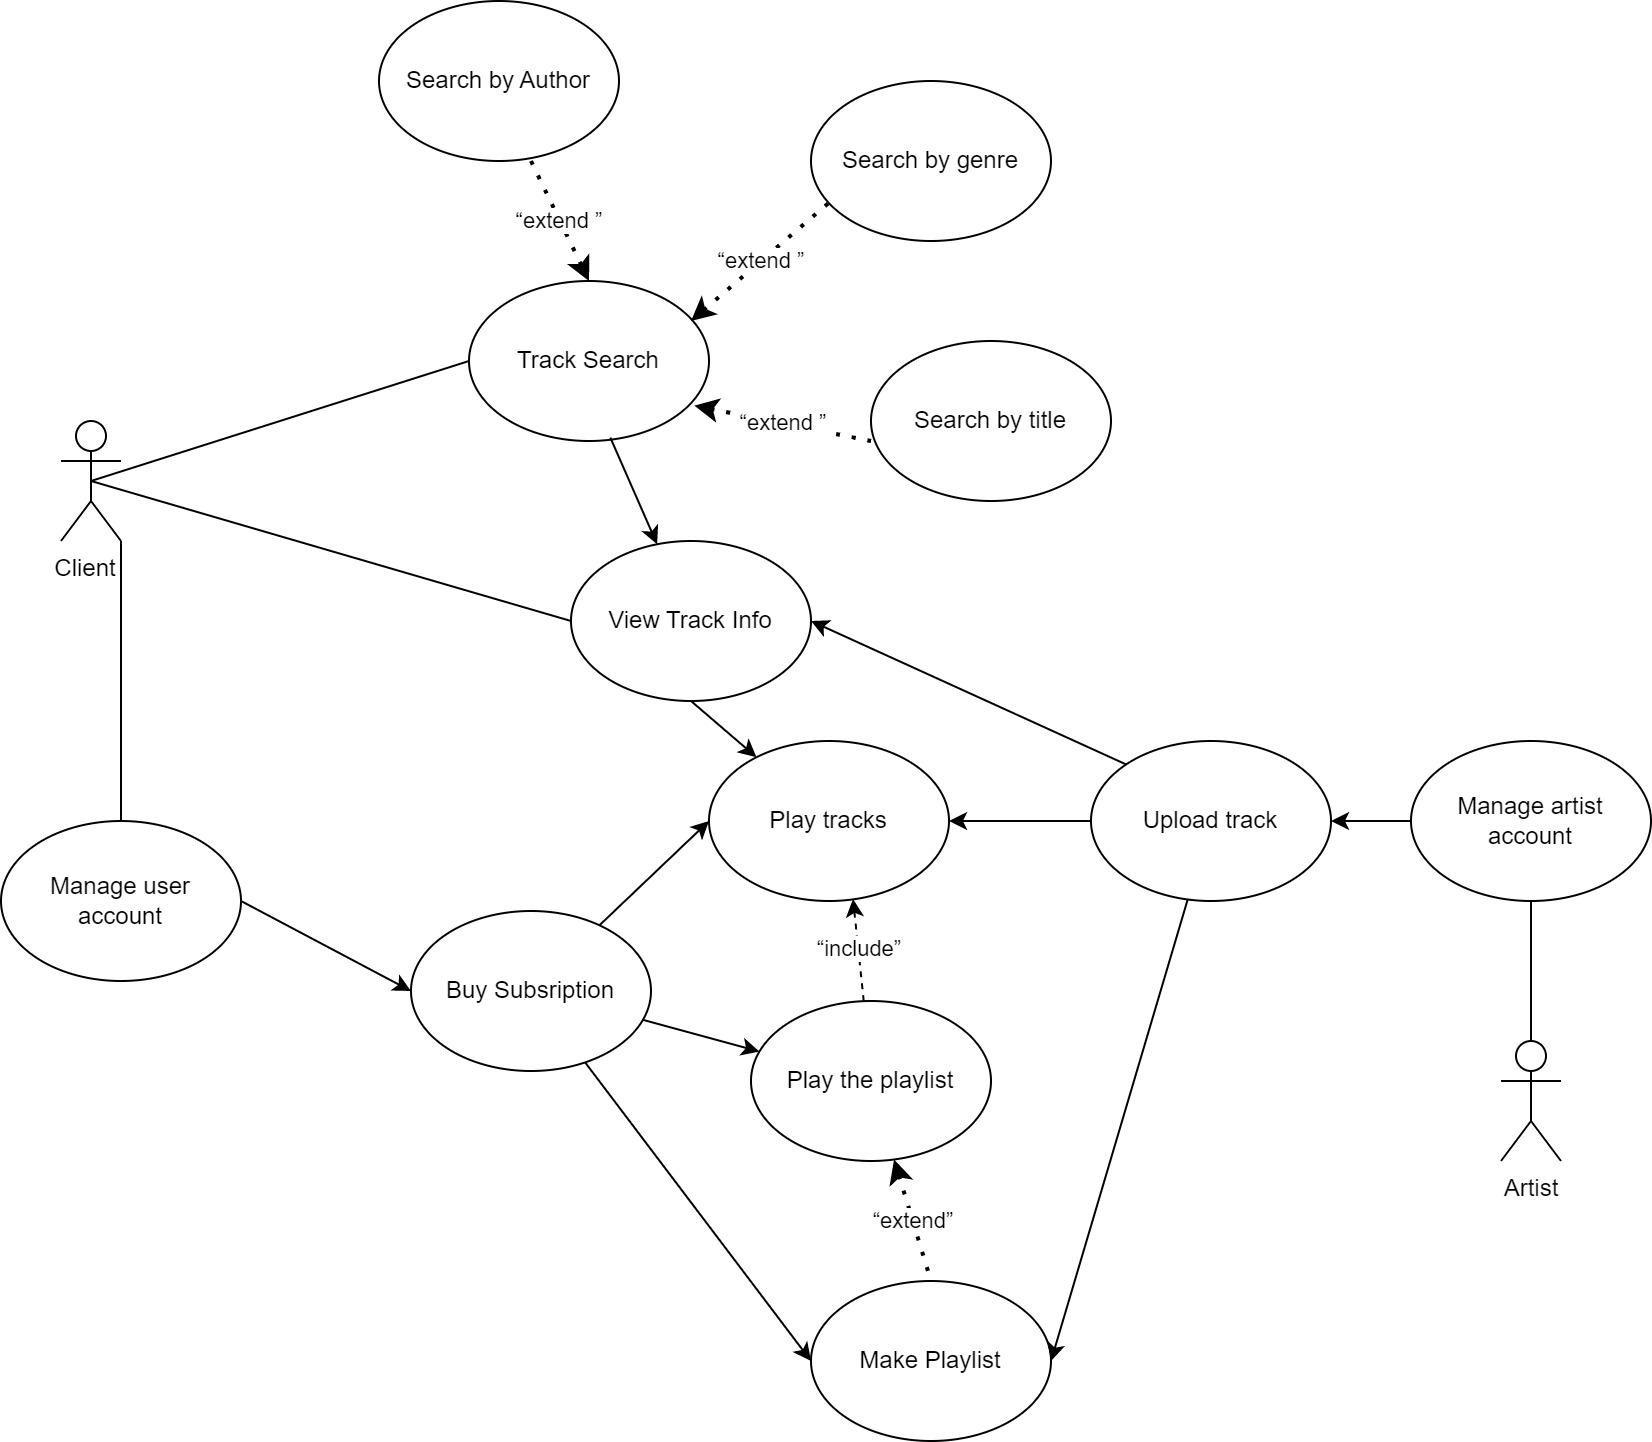 Search by Author
Search by genre
“extend ”
“extend ”
Track Search
Search by title
“extend ”
Client
View Track Info
Play tracks
Upload track
Manage artist
account
Manage user
account
“include”
Buy Subsription
Play the playlist
Artist
“extend”
Make Playlist